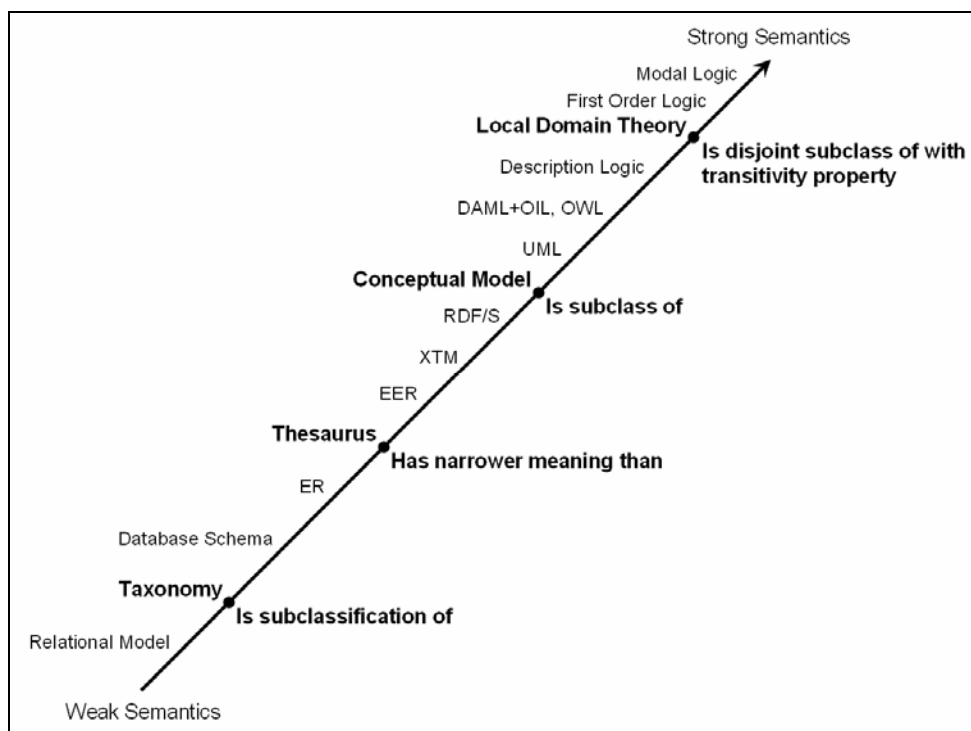 Strong Semantics
Modal Logic
First Order Logic
Local Domain Theory
Is disjoint subclass of with
transitivity property
Description Logic
DAML+OIL, OWL
UML
Conceptual Model
Is subclass of
RDF/S
XTM
EER
Thesaurus
Has narrower meaning than
ER
Database Schema
Taxonomy
Is subclassification of
Relational Model
Weak Semantics